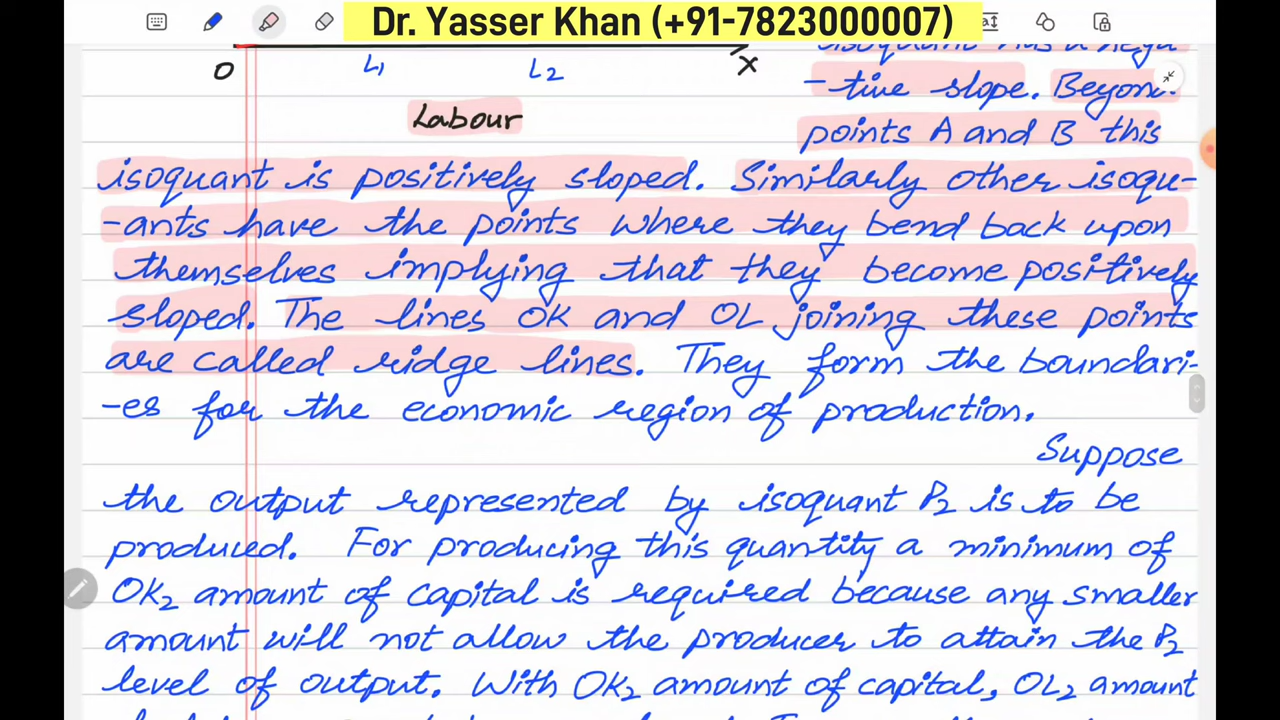 Dr. Yasser Khan (+91-7823000007)
O L1 L2 X
Labour
isoquant has a nega
-tive slope. Beyond
points A and B this
isoquant is positively sloped. Similarly other isoqu-
-ants have the points where they bend back upon
themselves implying that they become positively
sloped. The lines OK and OL joining these points
are called ridge lines. They form the boundari-
-es for the economic region of production.
Suppose
the output represented by isoquant P2 is to be
produced. For producing this quantity a minimum of
OK2 amount of capital is required because any smaller
amount will not allow the producer to attain the P2
level of output. With OK2 amount of capital, OL2 amount